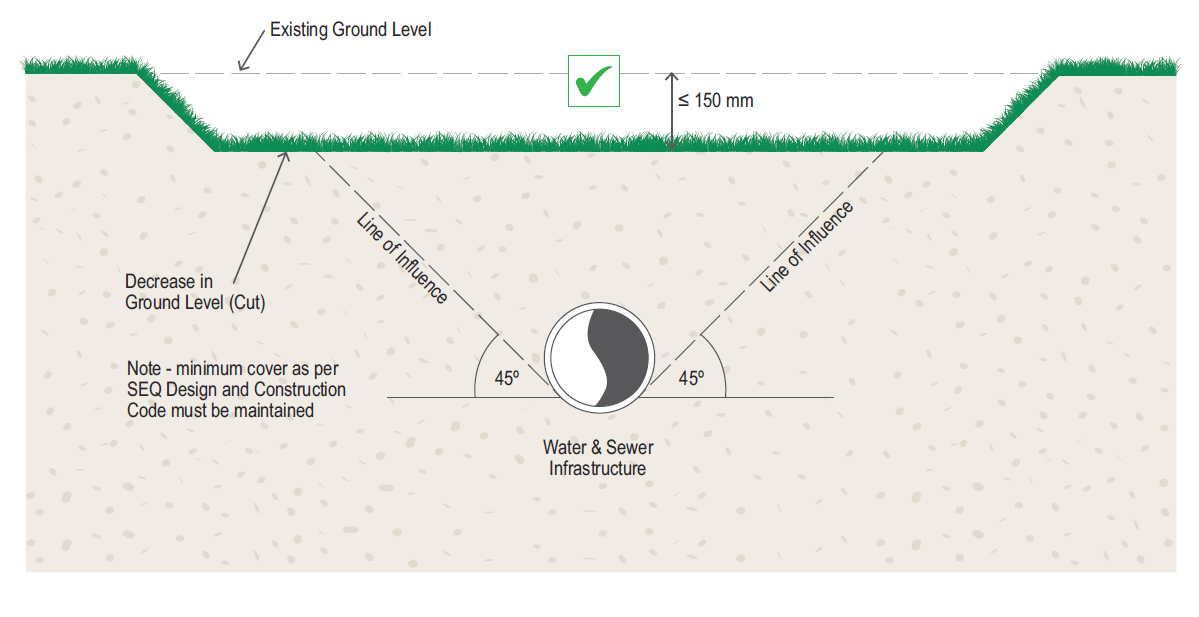 Existing Ground Level
≤ 150 mm
Line of Influence
Line of Influence
Decrease in
Ground Level (Cut)
Note - minimum cover as per
SEQ Design and Construction
Code must be maintained
45º
45º
Water & Sewer
Infrastructure